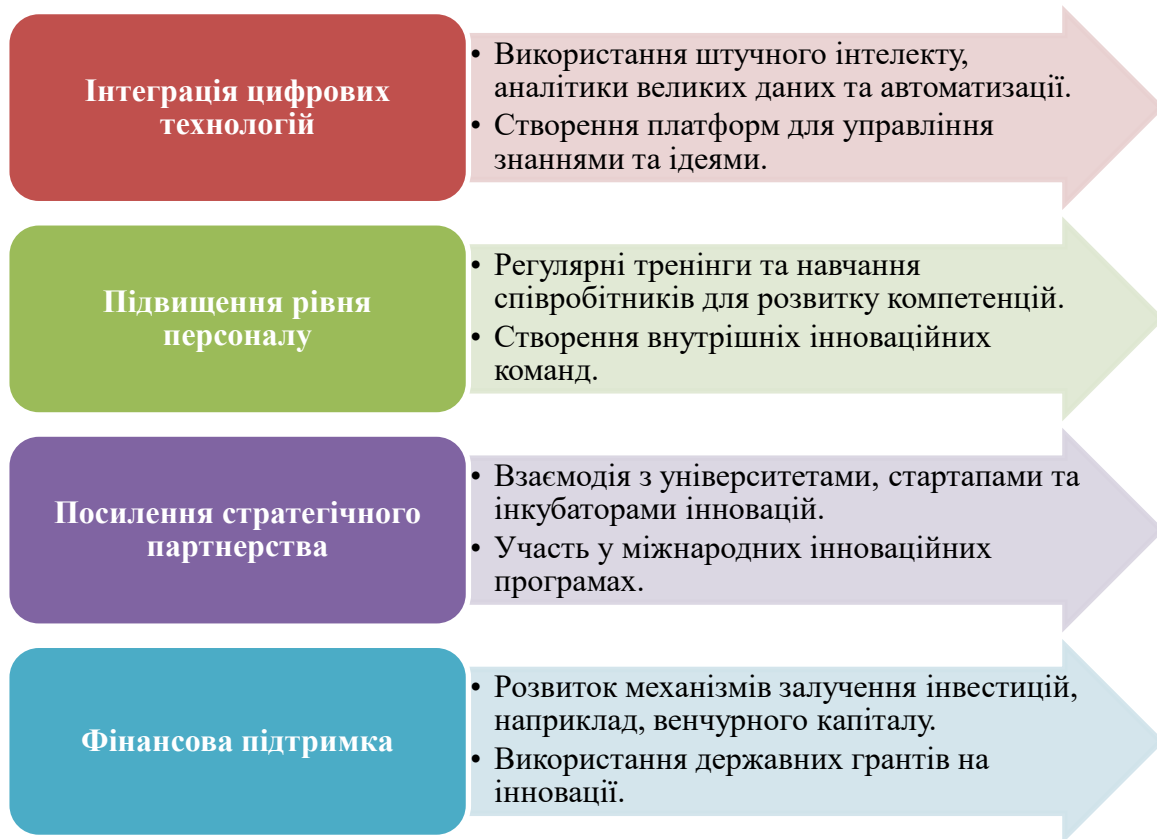 Інтеграція цифрових
технологій
• Використання штучного інтелекту,
аналітики великих даних та автоматизації.
• Створення платформ для управління
знаннями та ідеями.
Підвищення рівня
персоналу
• Регулярні тренінги та навчання
співробітників для розвитку компетенцій.
• Створення внутрішніх інноваційних
команд.
Посилення стратегічного
партнерства
• Взаємодія з університетами, стартапами та
інкубаторами інновацій.
• Участь у міжнародних інноваційних
програмах.
Фінансова підтримка
• Розвиток механізмів залучення інвестицій,
наприклад, венчурного капіталу.
• Використання державних грантів на
інновації.